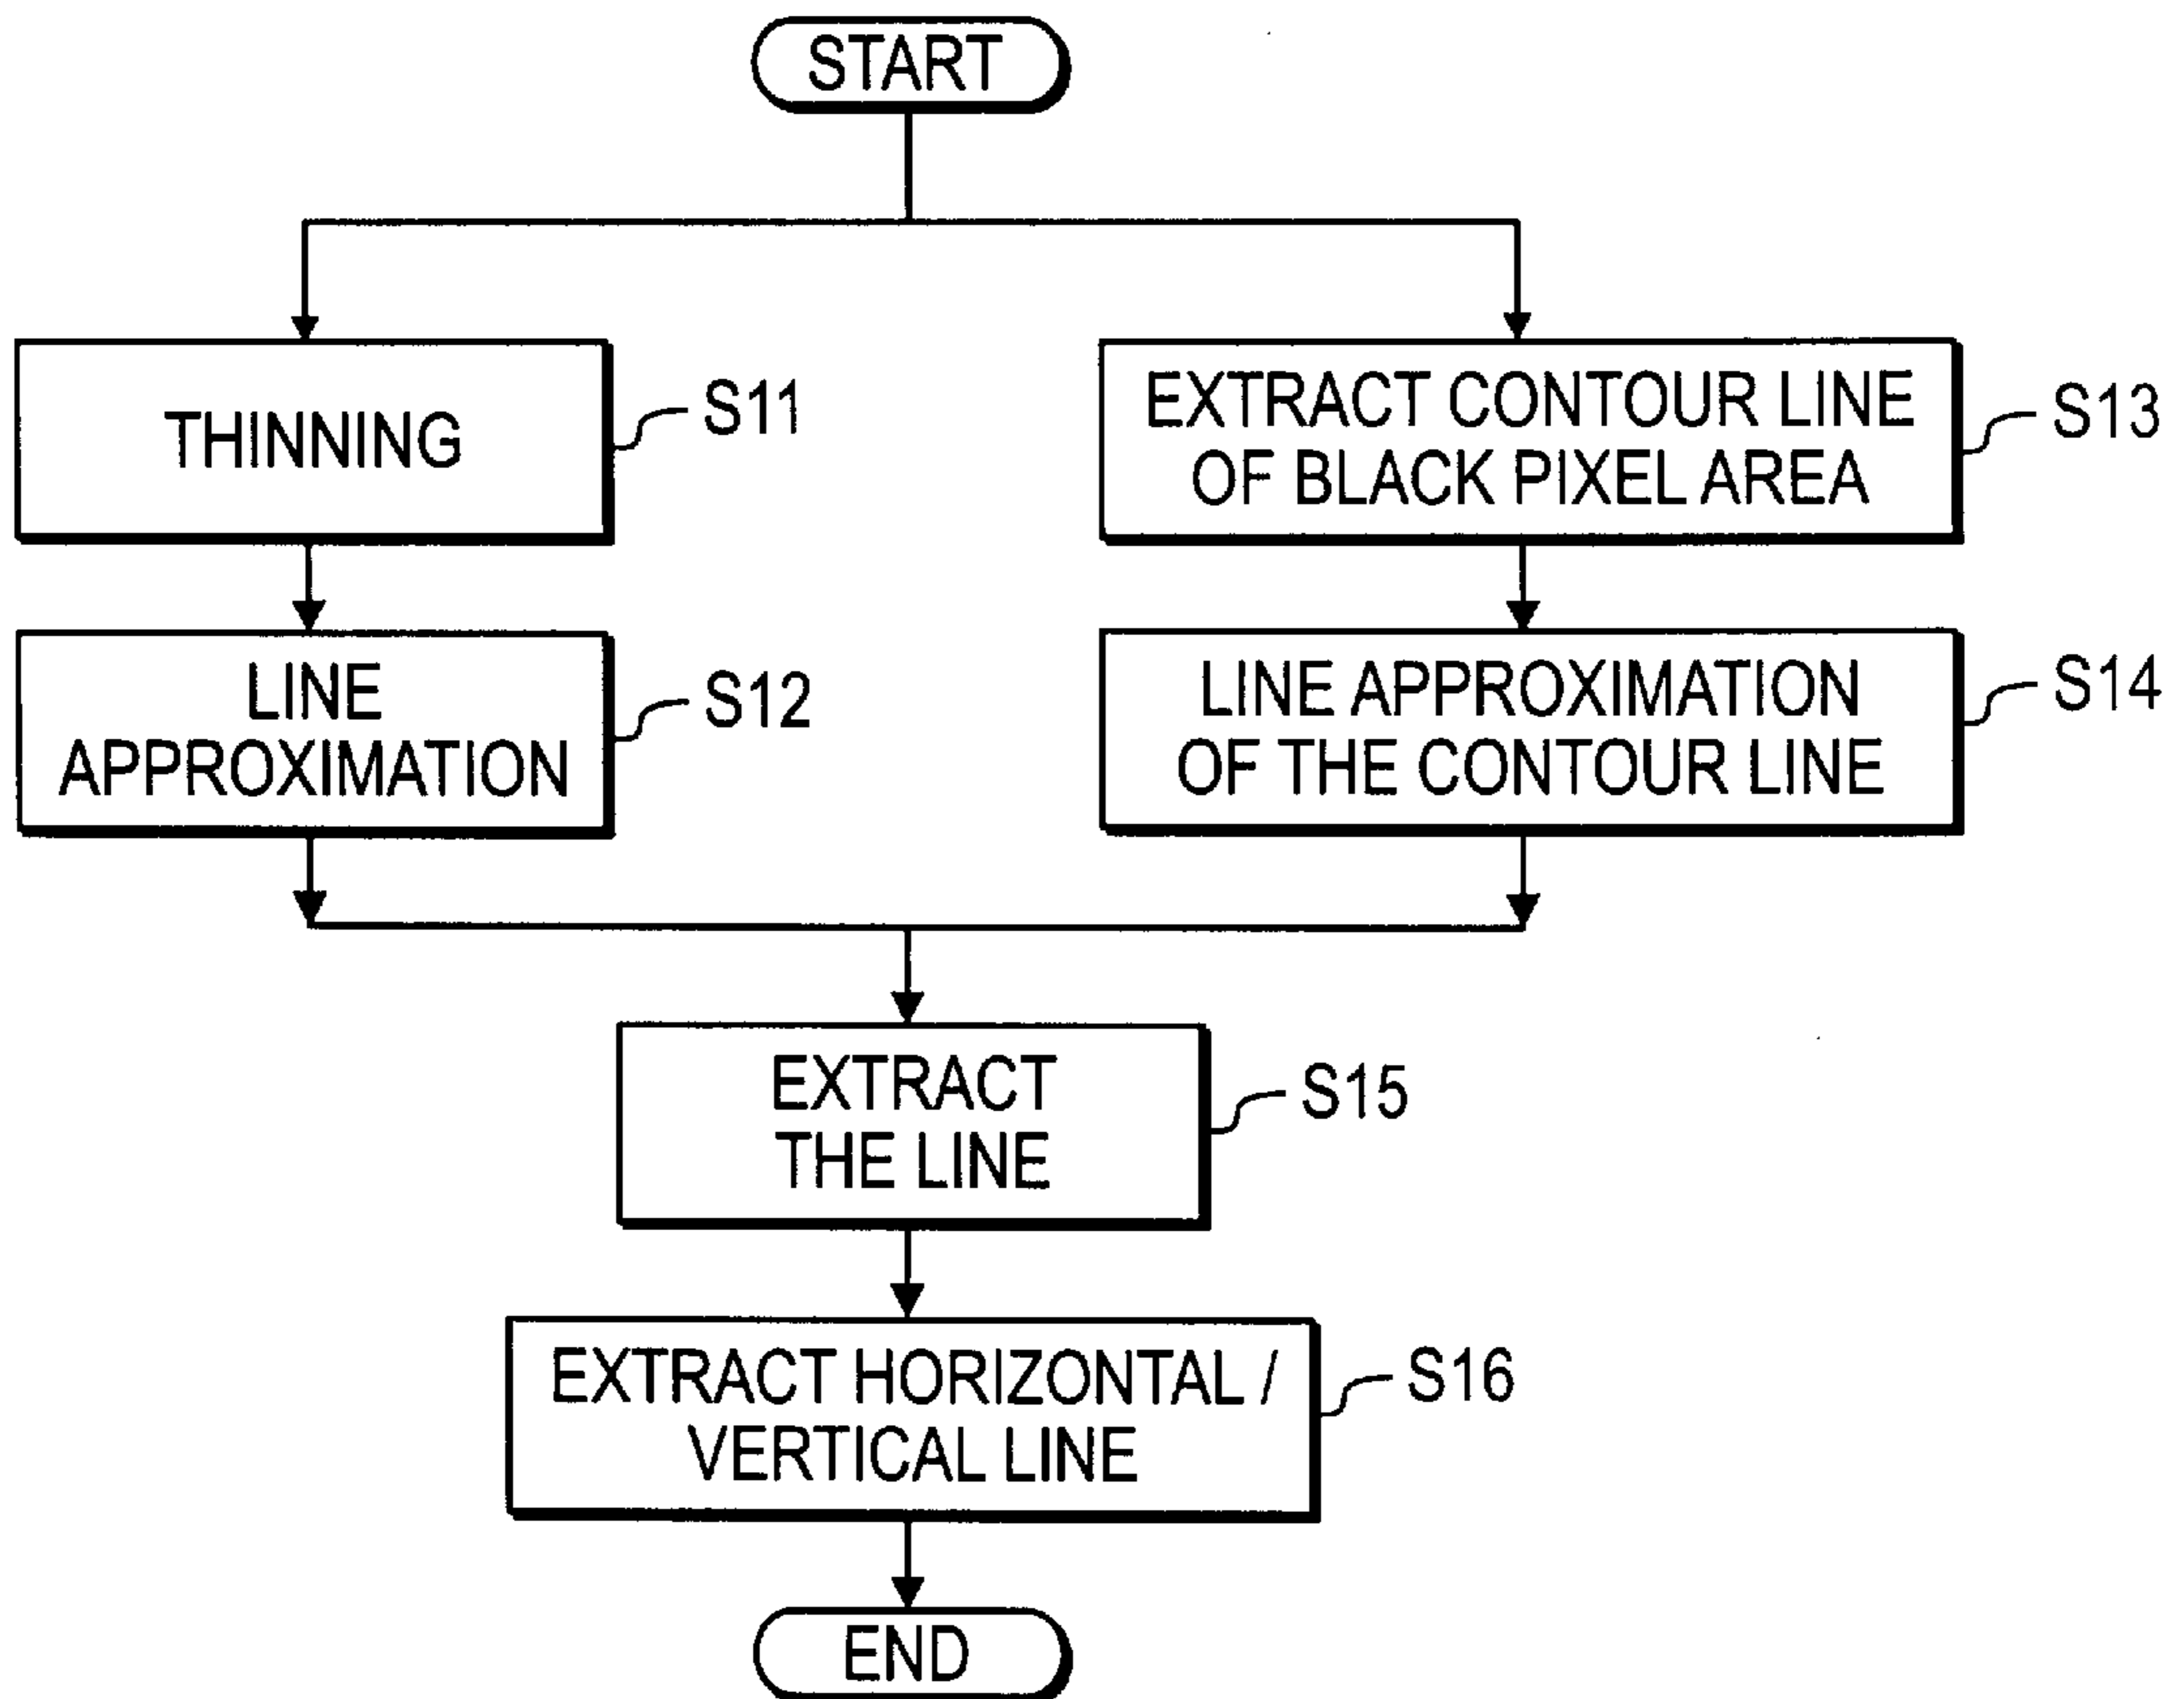 START
THINNING
S11
EXTRACT CONTOUR LINE
OF BLACK PIXEL AREA
S13
LINE
APPROXIMATION
S12
LINE APPROXIMATION
OF THE CONTOUR LINE
S14
EXTRACT
THE LINE
S15
EXTRACT HORIZONTAL /
VERTICAL LINE
S16
END